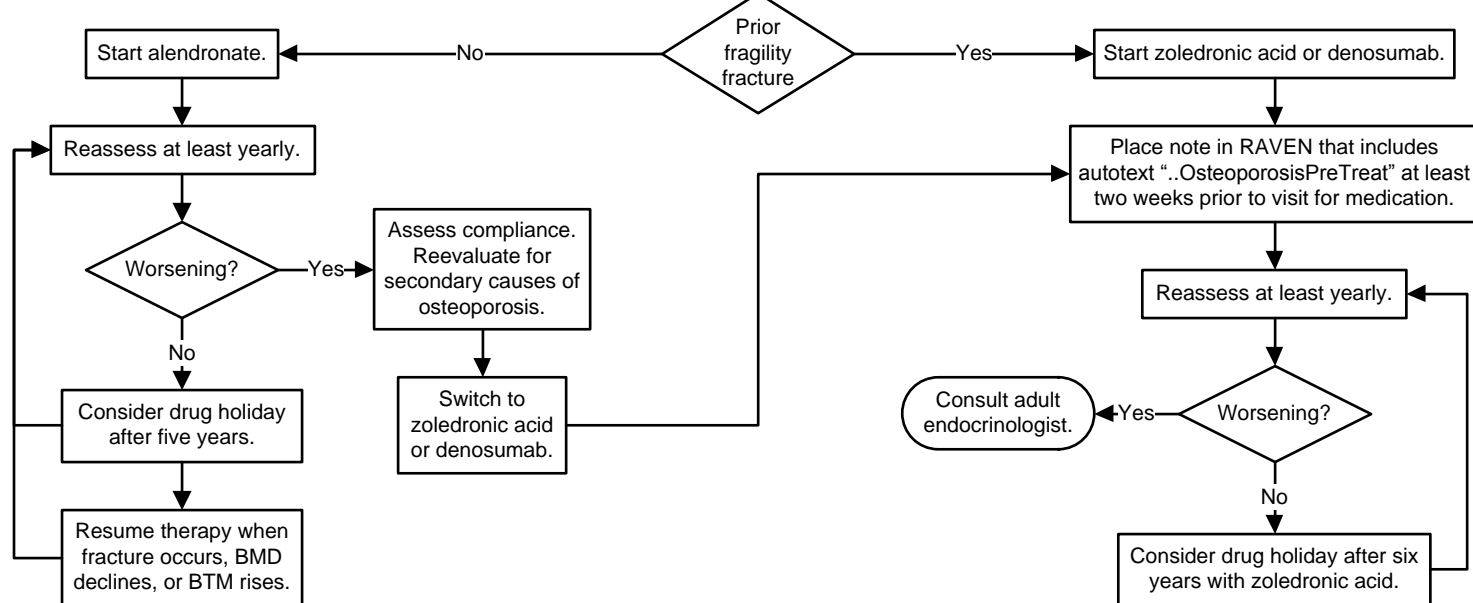 Prior
fragility
fracture
No
Yes
Start alendronate.
Reassess at least yearly.
Worsening?
Yes
Assess compliance.
Reevaluate for
secondary causes of
osteoporosis.
Switch to
zoledronic acid
or denosumab.
No
Consider drug holiday
after five years.
Resume therapy when
fracture occurs, BMD
declines, or BTM rises.
Start zoledronic acid or denosumab.
Place note in RAVEN that includes
autotext “..OsteoporosisPreTreat” at least
two weeks prior to visit for medication.
Reassess at least yearly.
Worsening?
Yes
Consult adult
endocrinologist.
No
Consider drug holiday after six
years with zoledronic acid.